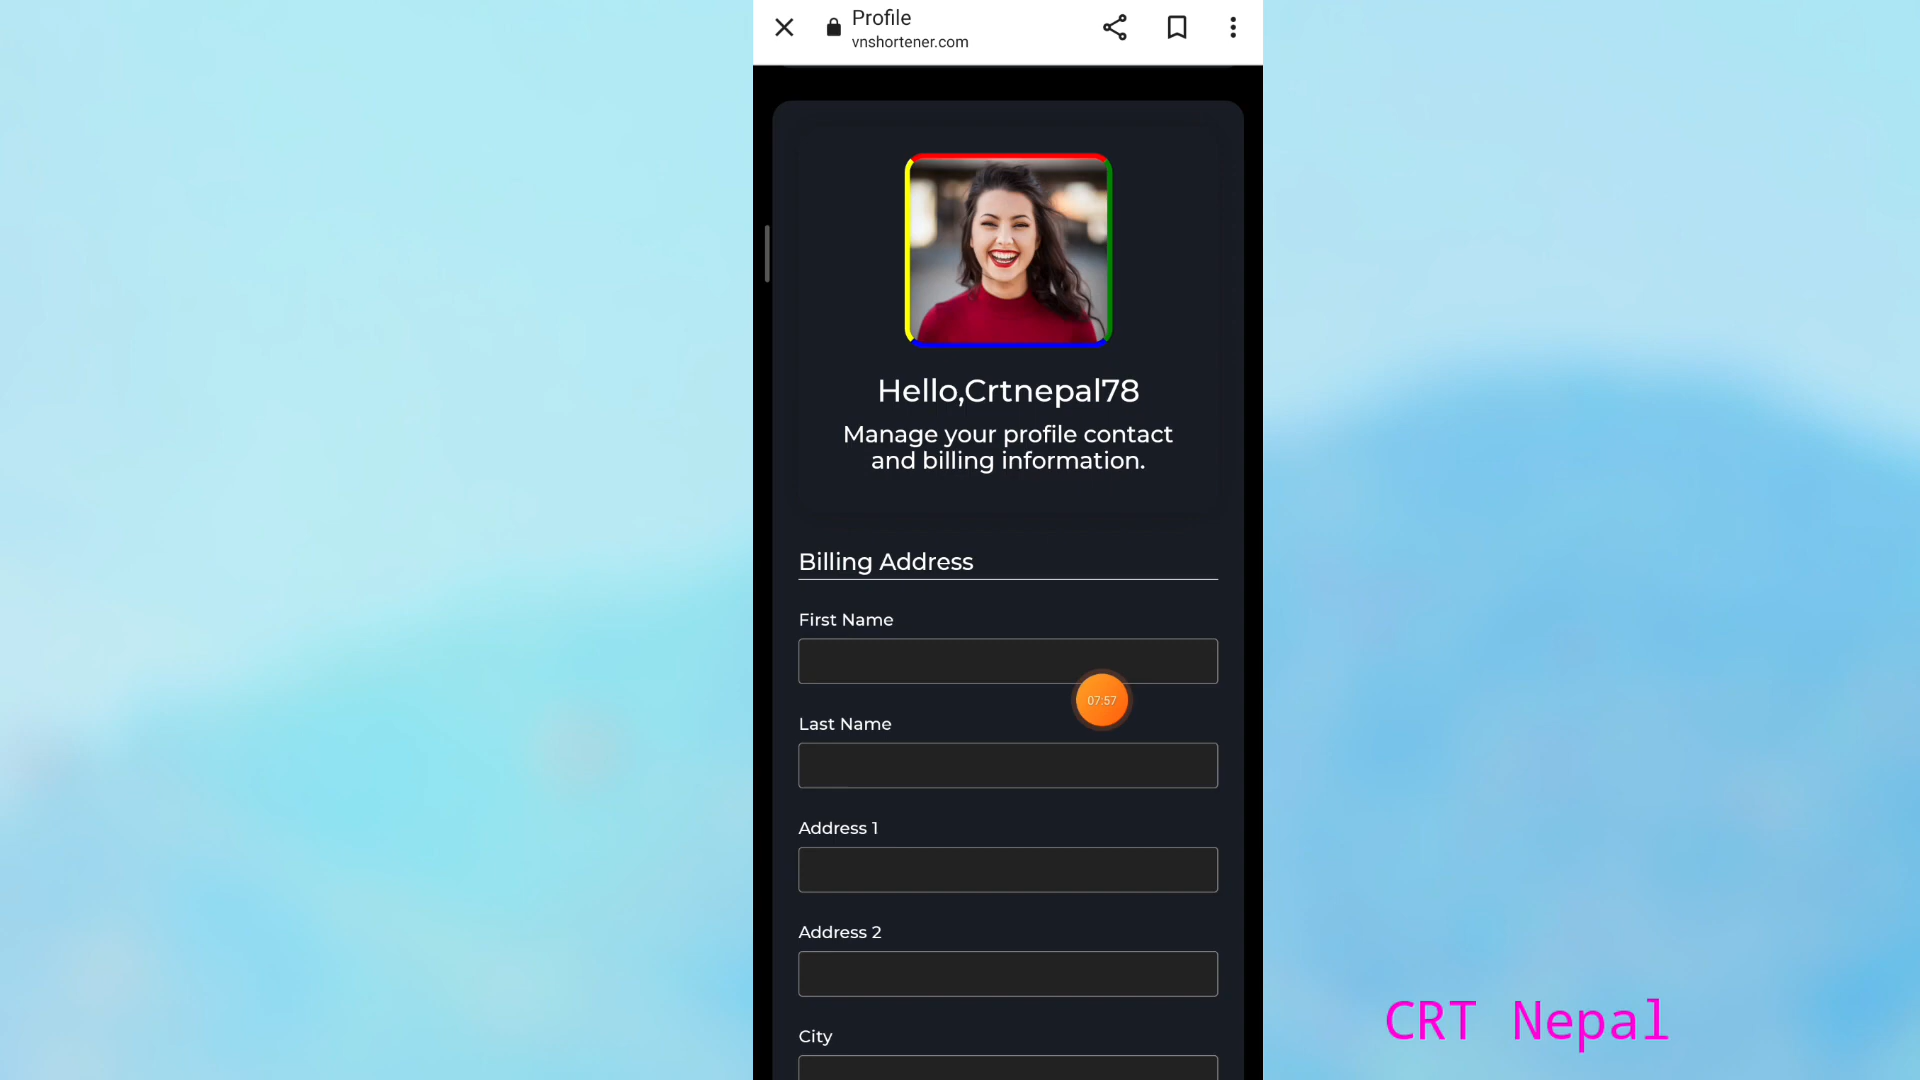 Profile
vnshortener.com
Hello,Crtnepal78
Manage your profile contact
and billing information.
Billing Address
First Name
07:57
Last Name
Address 1
Address 2
City
CRT Nepal